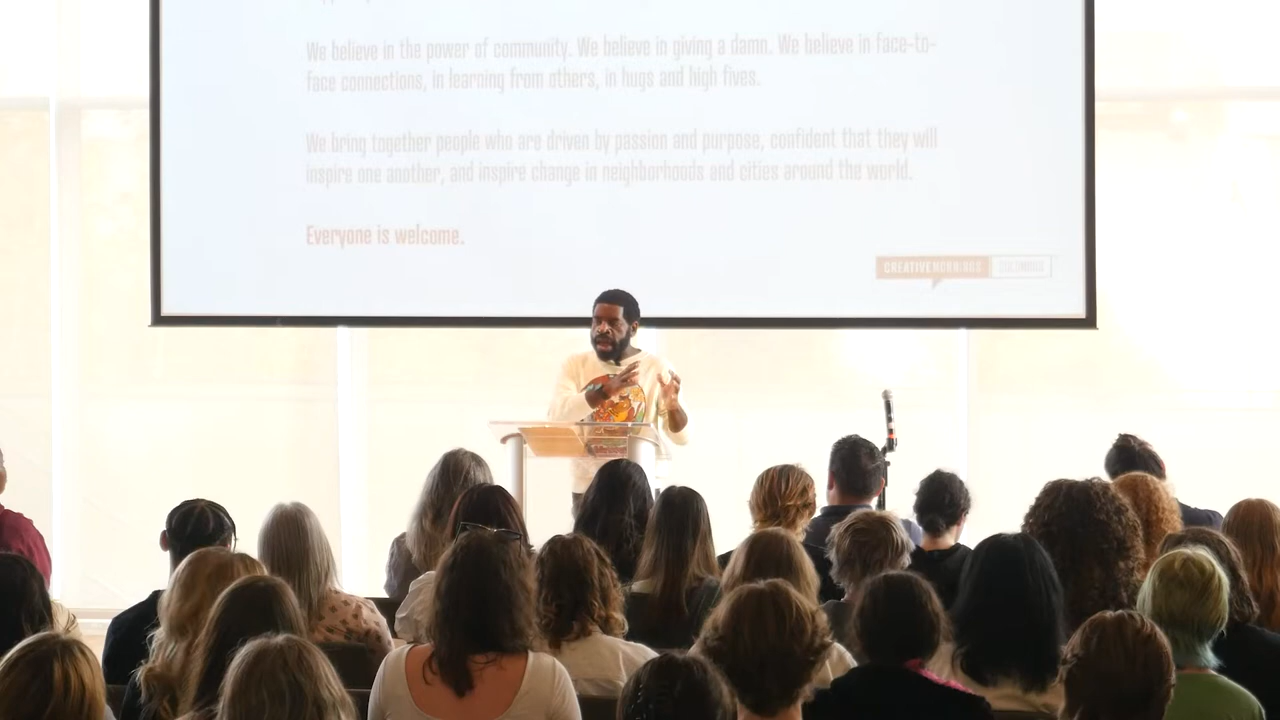 We believe in the power of community. We believe in giving a damn. We believe in face-to-
face connections, in learning from others, in hugs and high fives.
We bring together people who are driven by passion and purpose, confident that they will
inspire one another, and inspire change in neighborhoods and cities around the world.
Everyone is welcome.
CREATIVEMORNINGS